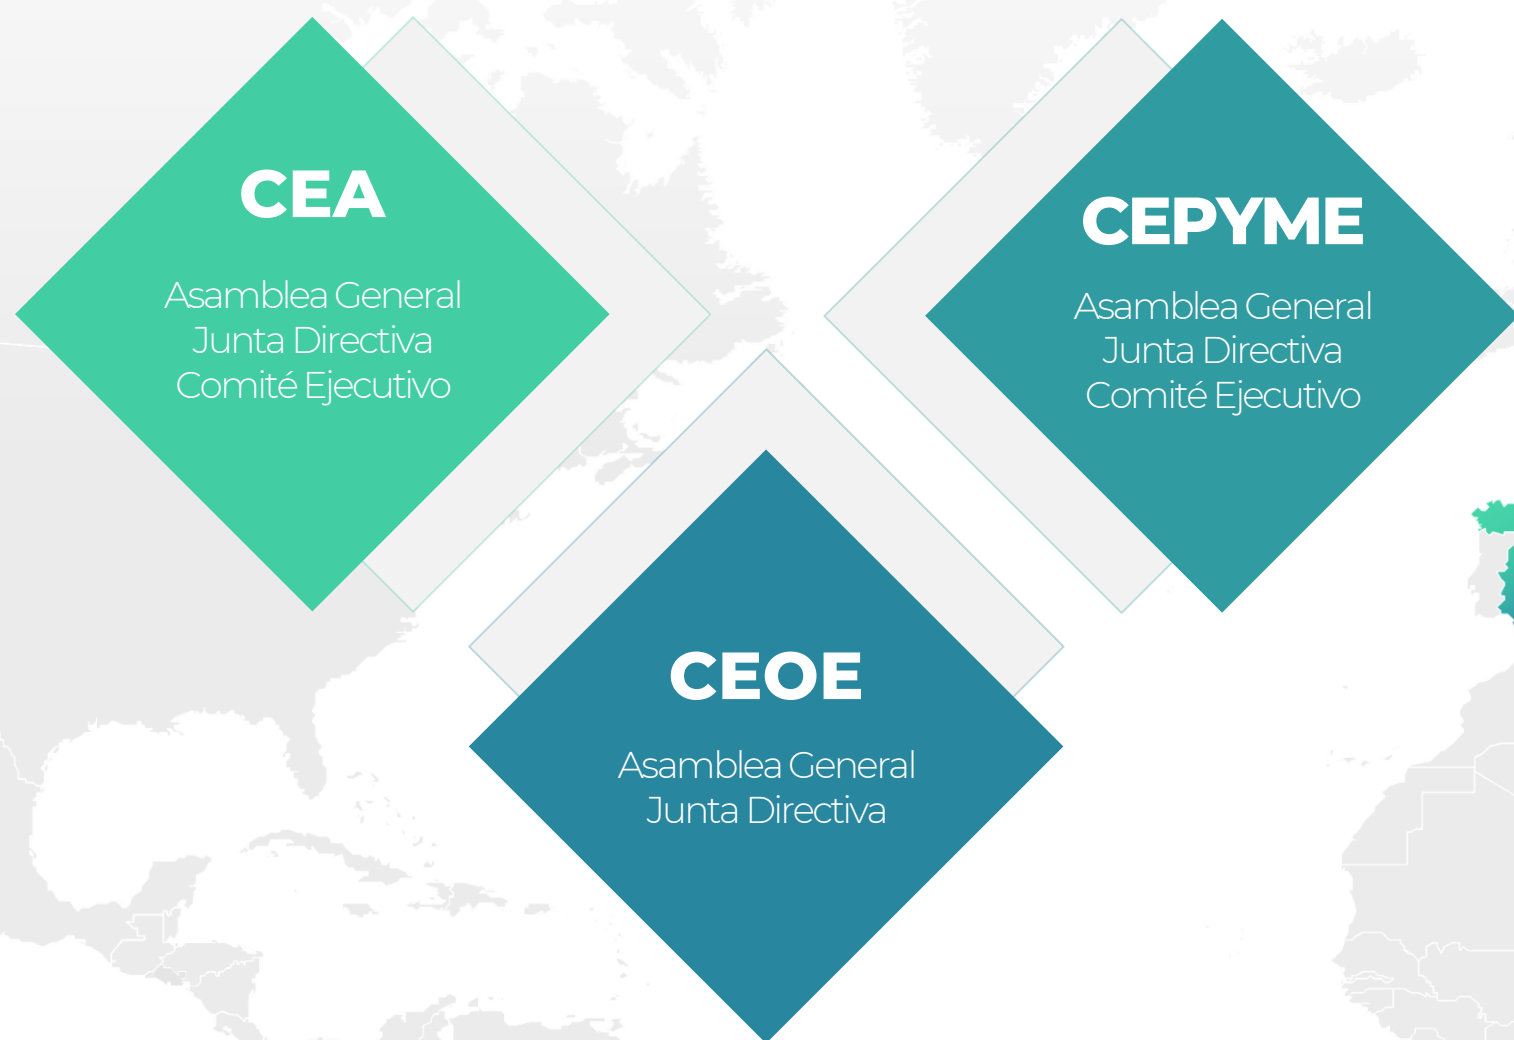 CEA
Asamblea General
Junta Directiva
Comité Ejecutivo
CEPYME
Asamblea General
Junta Directiva
Comité Ejecutivo
CEOE
Asamblea General
Junta Directiva